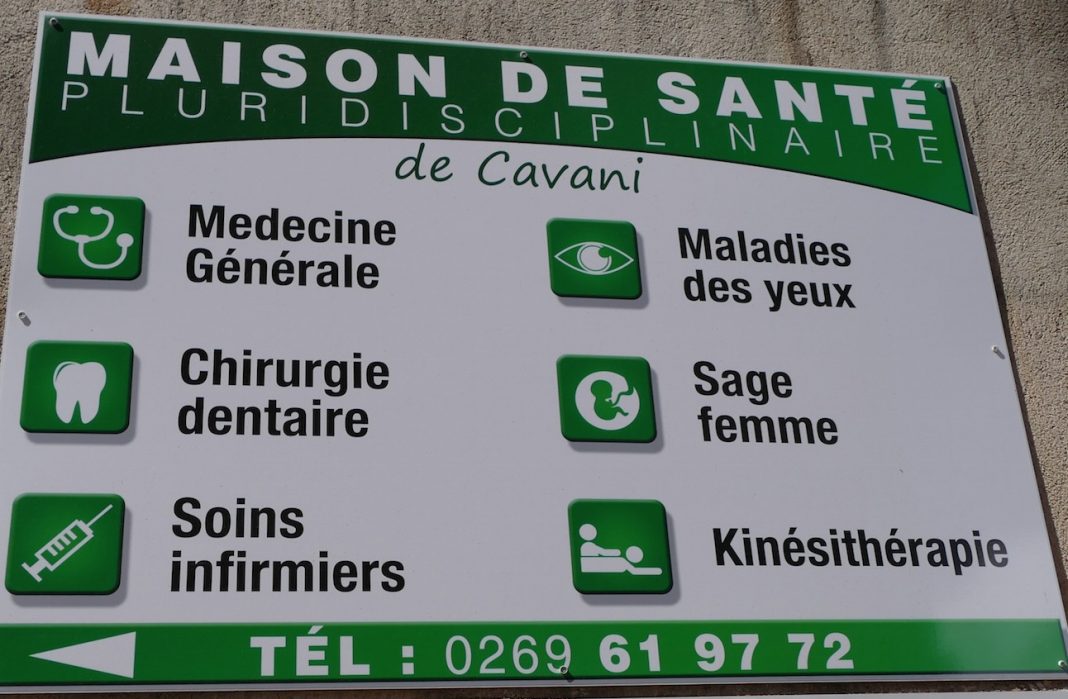 MAISON DE SANTÉ
PLURIDISCIPLINAIRE
de Cavani
Medecine
Générale
Maladies
des yeux
Chirurgie
dentaire
Sage
femme
Soins
infirmiers
Kinésithérapie
TÉL : 0269 61 97 72